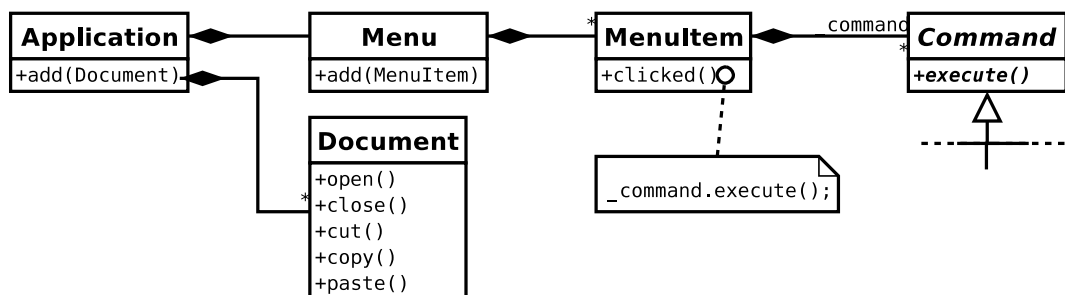 Application
+add(Document)
Menu
+add(MenuItem)
*
MenuItem
+clicked()
_command
*
Command
+execute()
_command.execute();
*
Document
+open()
+close()
+cut()
+copy()
+paste()